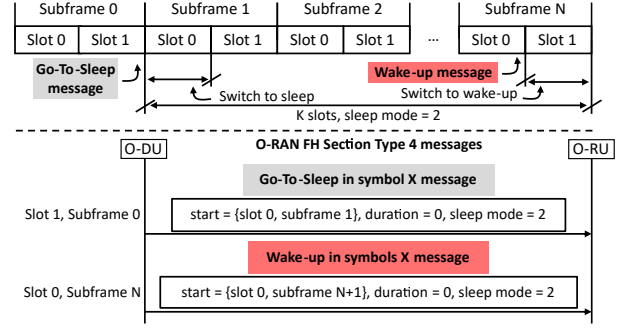 Subframe 0 Subframe 1 Subframe 2 Subframe N
Slot 0 Slot 1 Slot 0 Slot 1 Slot 0 Slot 1 ... Slot 0 Slot 1
Go-To-Sleep
message
Wake-up message
Switch to sleep
Switch to wake-up
K slots, sleep mode = 2
O-DU
O-RAN FH Section Type 4 messages
O-RU
Go-To-Sleep in symbol X message
Slot 1, Subframe 0
start = {slot 0, subframe 1}, duration = 0, sleep mode = 2
Wake-up in symbols X message
Slot 0, Subframe N
start = {slot 0, subframe N+1}, duration = 0, sleep mode = 2